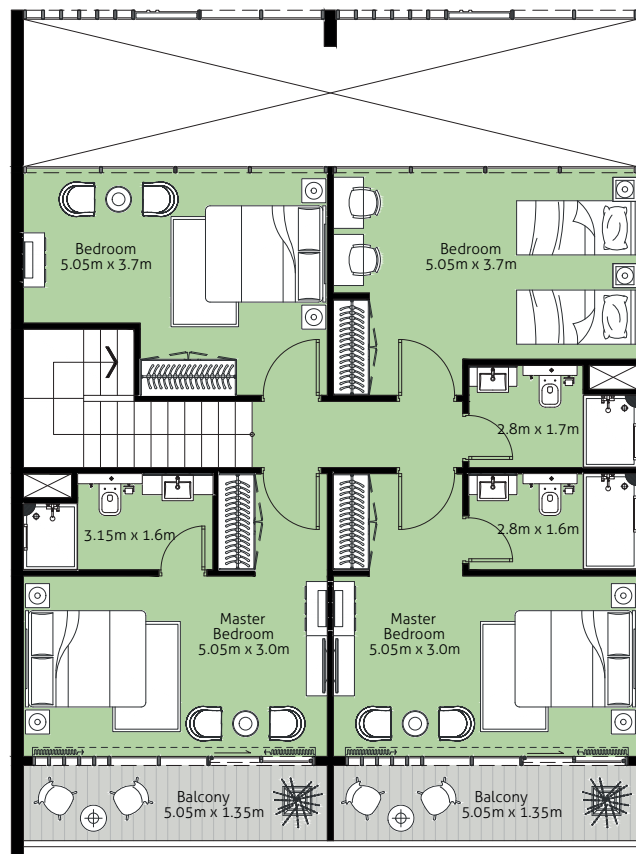 Bedroom
5.05m x 3.7m
Bedroom
5.05m x 3.7m
2.8m x 1.7m
3.15m x 1.6m
2.8m x 1.6m
Master
Bedroom
5.05m x 3.0m
Master
Bedroom
5.05m x 3.0m
Balcony
5.05m x 1.35m
Balcony
5.05m x 1.35m